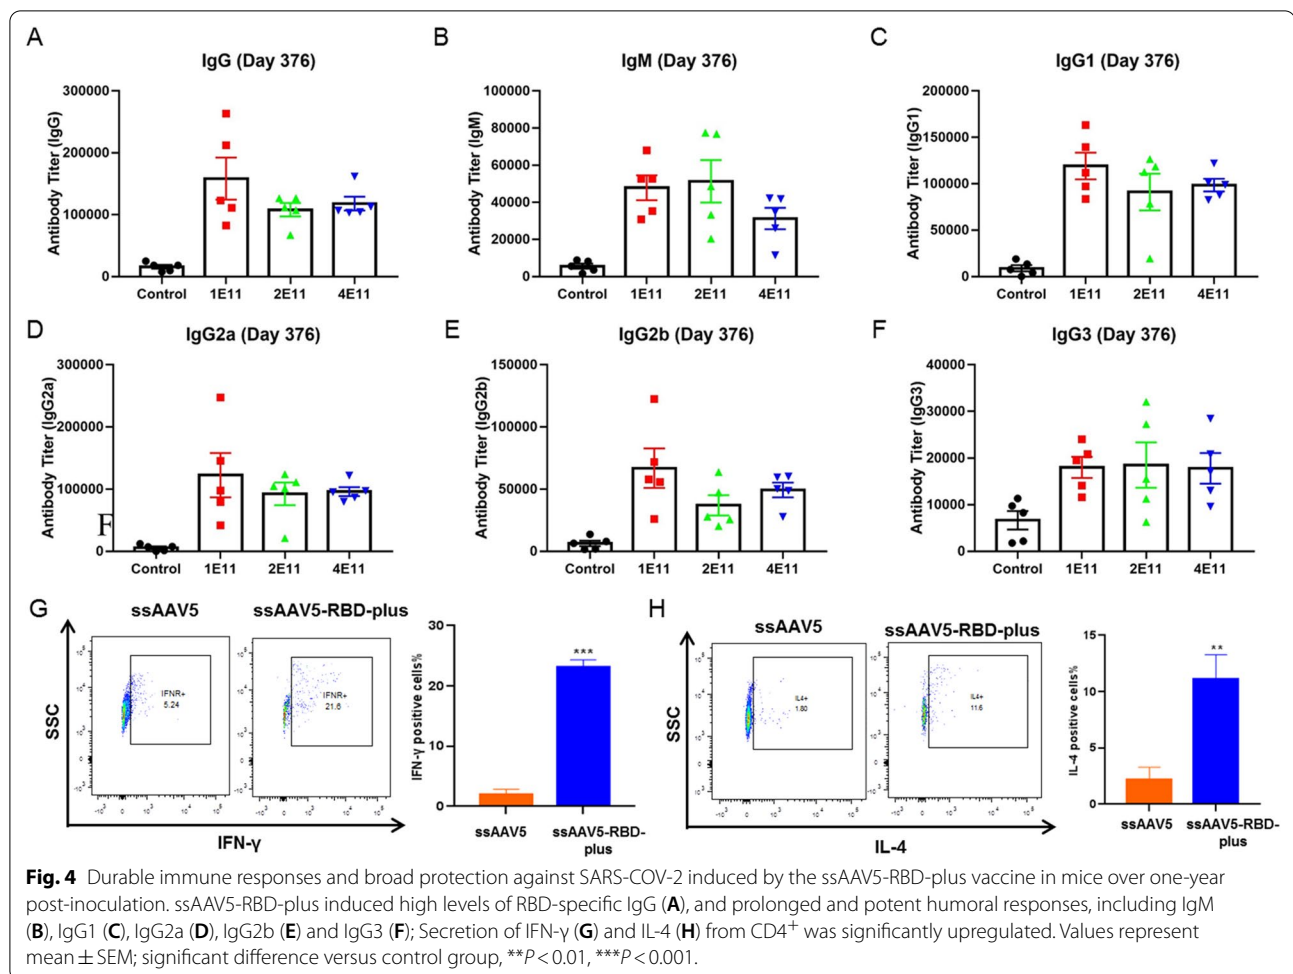 A
IgG (Day 376)
Antibody Titer (IgG)
300000
200000
100000
0
Control 1E11 2E11 4E11
B
IgM (Day 376)
Antibody Titer (IgM)
100000
80000
60000
40000
20000
0
Control 1E11 2E11 4E11
C
IgG1 (Day 376)
Antibody Titer (IgG1)
200000
150000
100000
50000
0
Control 1E11 2E11 4E11
D
IgG2a (Day 376)
Antibody Titer (IgG2a)
300000
200000
100000
0
F
Control 1E11 2E11 4E11
E
IgG2b (Day 376)
Antibody Titer (IgG2b)
150000
100000
50000
0
Control 1E11 2E11 4E11
F
IgG3 (Day 376)
Antibody Titer (IgG3)
40000
30000
20000
10000
0
Control 1E11 2E11 4E11
G
ssAAV5 ssAAV5-RBD-plus
SSC
IFNR+
5.24
IFNR+
21.6
IFN-γ
IFN-γ positive cells%
30
20
10
0
***
ssAAV5 ssAAV5-RBD-
plus
H
ssAAV5 ssAAV5-RBD-plus
SSC
IL4+
1.80
IL4+
11.6
IL-4
IL-4 positive cells%
15
10
5
0
**
ssAAV5 ssAAV5-RBD-
plus
Fig. 4 Durable immune responses and broad protection against SARS-COV-2 induced by the ssAAV5-RBD-plus vaccine in mice over one-year
post-inoculation. ssAAV5-RBD-plus induced high levels of RBD-specific IgG (A), and prolonged and potent humoral responses, including IgM
(B), IgG1 (C), IgG2a (D), IgG2b (E) and IgG3 (F); Secretion of IFN-γ (G) and IL-4 (H) from CD4+ was significantly upregulated. Values represent
mean ± SEM; significant difference versus control group, **P < 0.01, ***P < 0.001.